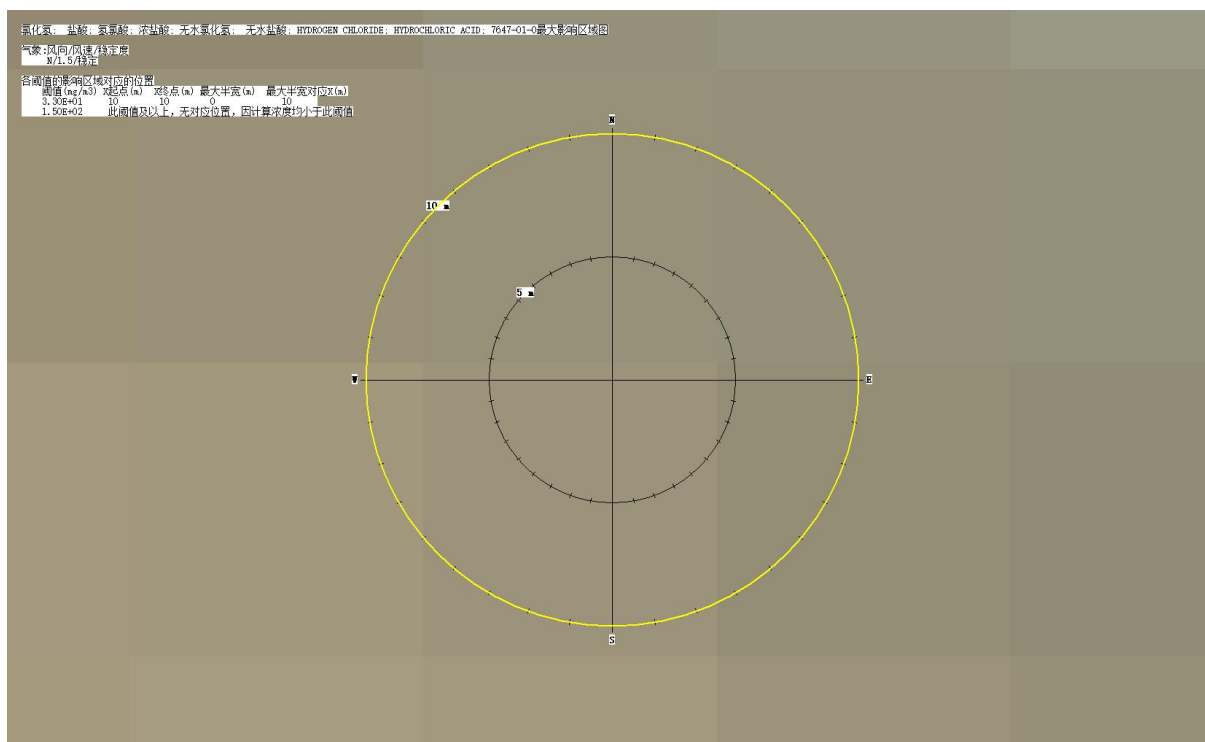 氯化氢; 盐酸; 氢氯酸; 浓盐酸; 无水氯化氢; 无水盐酸; HYDROGEN CHLORIDE; HYDROCHLORIC ACID; 7647-01-0最大影响区域图
气象:风向/风速/稳定度
N/1.5/稳定
各阈值的影响区域对应的位置
阈值(mg/m3) X起点(m) X终点(m) 最大半宽(m) 最大半宽对应X(m)
3.30E+01 10 10 0 10
1.50E+02 此阈值及以上，无对应位置，因计算浓度均小于此阈值
N
10 m
5 m
W
E
S